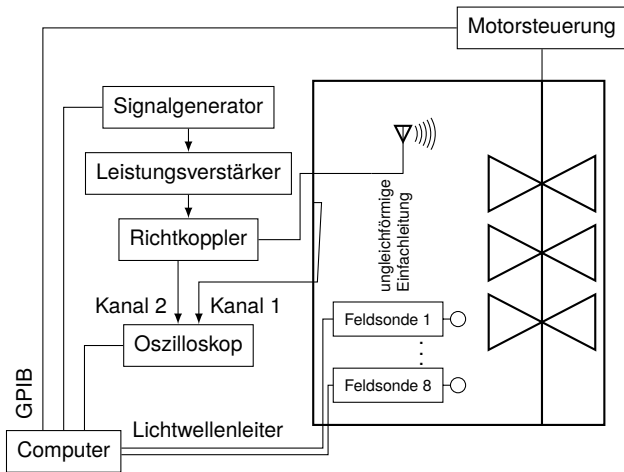 Motorsteuerung
Signalgenerator
Leistungsverstärker
Richtkoppler
Kanal 2
Kanal 1
Oszilloskop
ungleichförmige
Einfachleitung
Feldsonde 1
Feldsonde 8
GPIB
Lichtwellenleiter
Computer